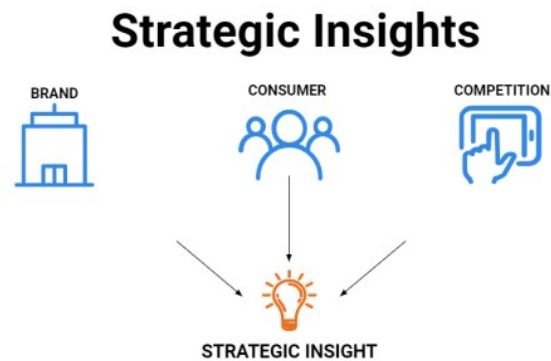 Strategic Insights
BRAND
CONSUMER
COMPETITION
STRATEGIC INSIGHT